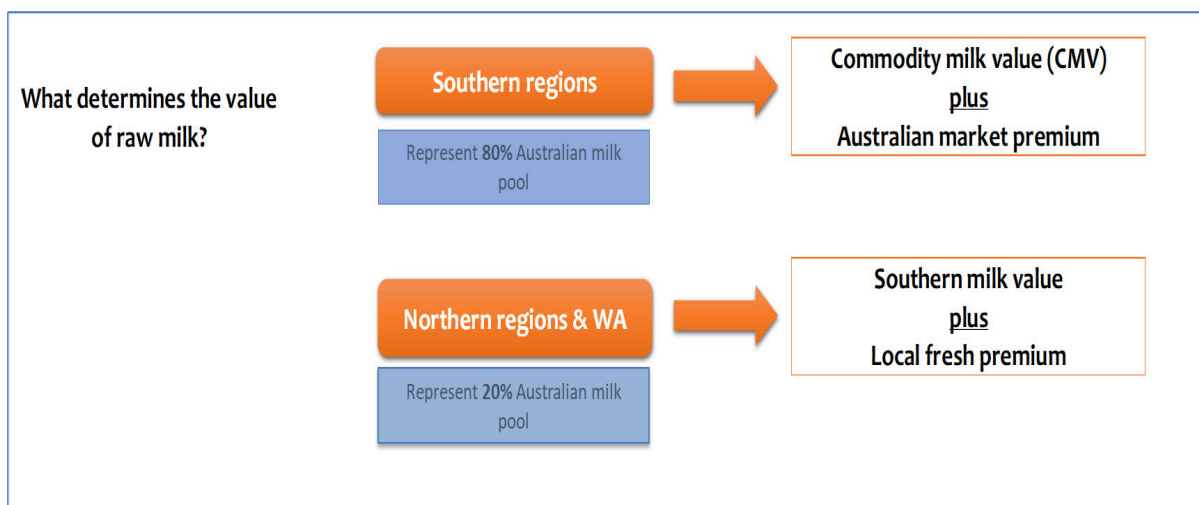 What determines the value
of raw milk?
Southern regions
Represent 80% Australian milk
pool
Commodity milk value (CMV)
plus
Australian market premium
Northern regions & WA
Represent 20% Australian milk
pool
Southern milk value
plus
Local fresh premium